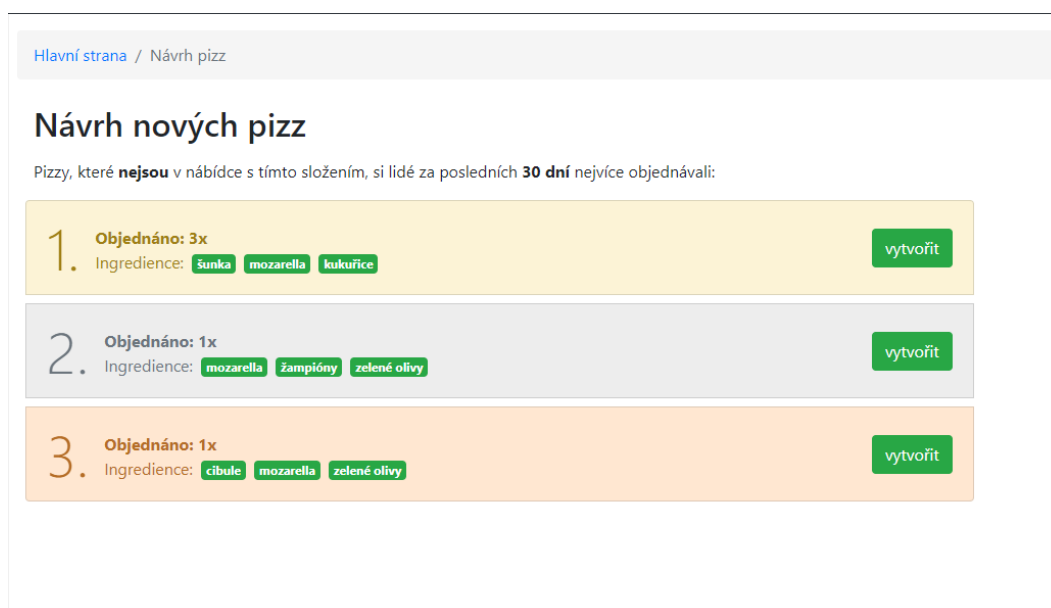 Hlavní strana / Návrh pizz
Návrh nových pizz
Pizzy, které nejsou v nábídce s tímto složením, si lidé za posledních 30 dní nejvíce objednávali:
1. Objednáno: 3x
Ingredience: šunka mozarella kukuřice
vytvořit
2. Objednáno: 1x
Ingredience: mozarella žampióny zelené olivy
vytvořit
3. Objednáno: 1x
Ingredience: cibule mozarella zelené olivy
vytvořit